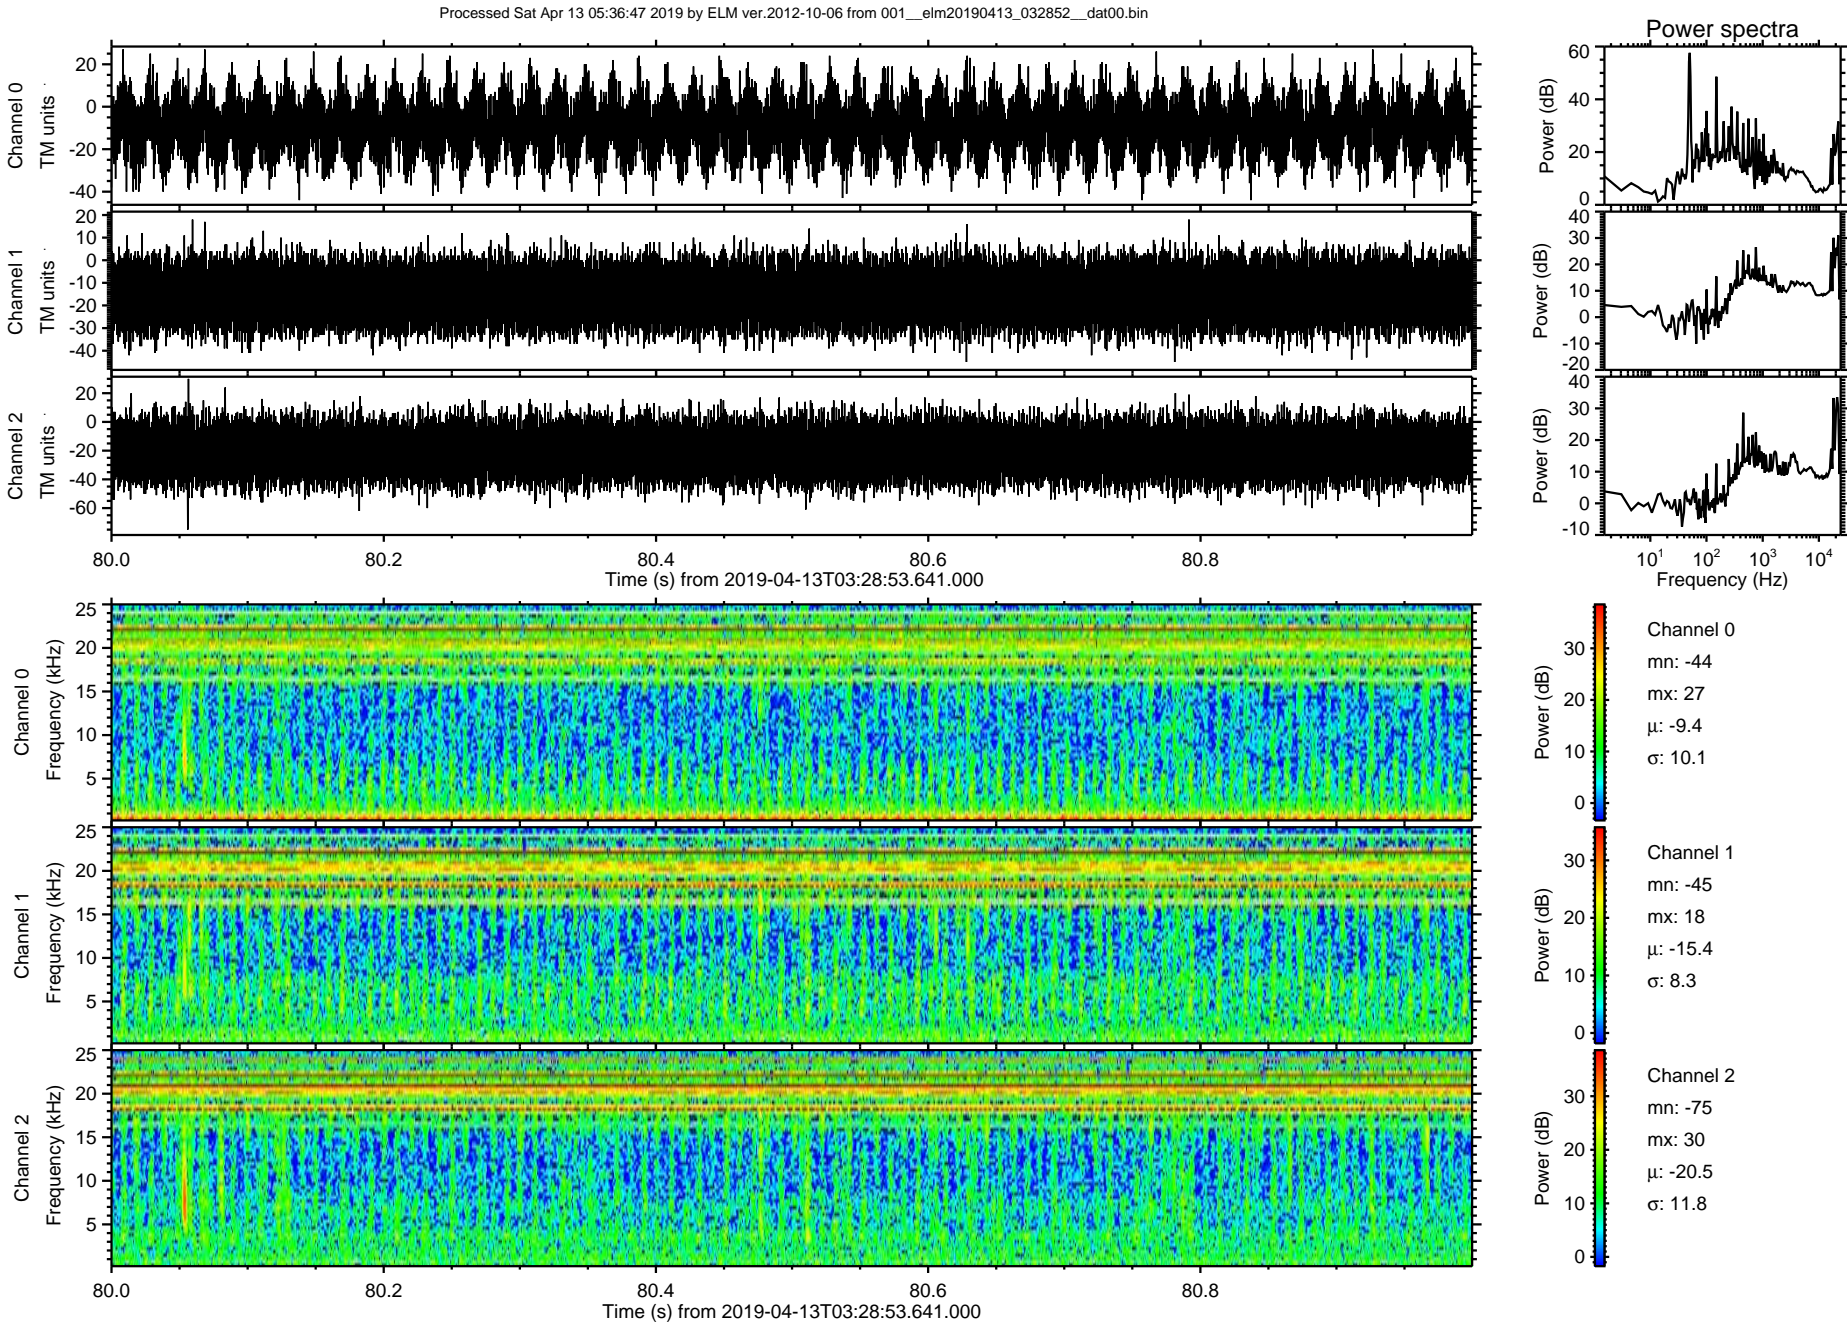 Processed Sat Apr 13 05:36:47 2019 by ELM ver.2012-10-06 from 001__elm20190413_032852__dat00.bin
Power spectra
Channel 0
TM units
20
0
-20
-40
Power (dB)
60
40
20
0
Channel 1
TM units
20
10
0
-10
-20
-30
-40
Power (dB)
40
30
20
10
0
-10
-20
Channel 2
TM units
20
0
-20
-40
-60
Power (dB)
40
30
20
10
0
-10
80.0 80.2 80.4 80.6 80.8
Time (s) from 2019-04-13T03:28:53.641.000
10^1 10^2 10^3 10^4
Frequency (Hz)
Channel 0
Frequency (kHz)
25
20
15
10
5
Power (dB)
30
20
10
0
Channel 0
mn: -44
mx: 27
μ: -9.4
σ: 10.1
Channel 1
Frequency (kHz)
25
20
15
10
5
Power (dB)
30
20
10
0
Channel 1
mn: -45
mx: 18
μ: -15.4
σ: 8.3
Channel 2
Frequency (kHz)
25
20
15
10
5
Power (dB)
30
20
10
0
Channel 2
mn: -75
mx: 30
μ: -20.5
σ: 11.8
80.0 80.2 80.4 80.6 80.8
Time (s) from 2019-04-13T03:28:53.641.000